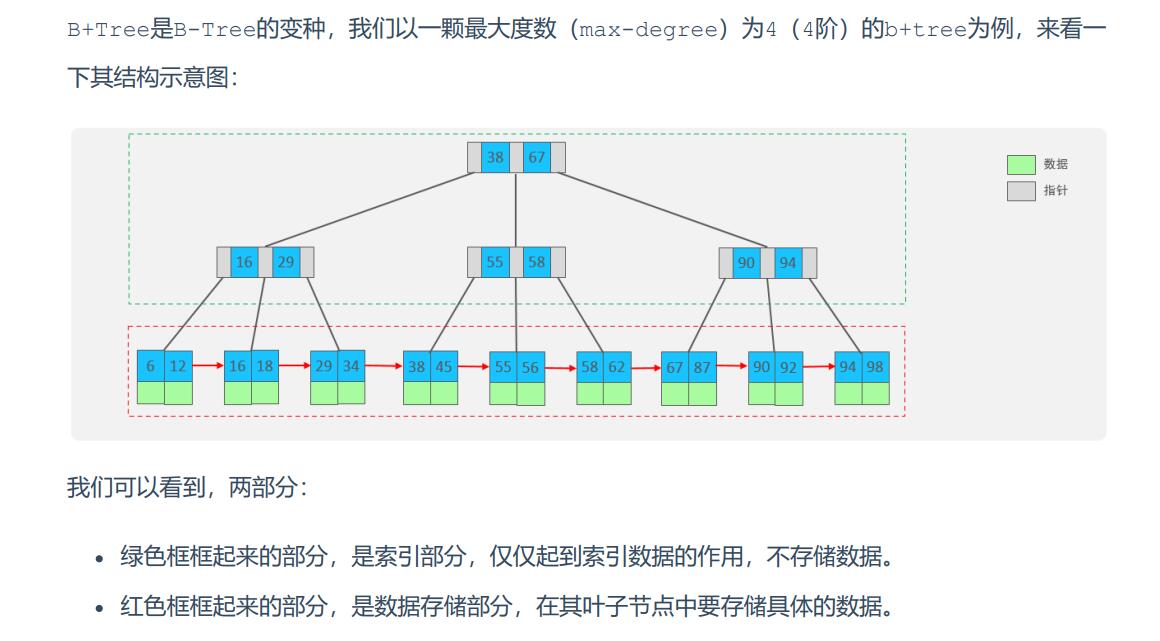 B+Tree是B-Tree的变种，我们以一颗最大度数（max-degree）为4（4阶）的b+tree为例，来看一
下其结构示意图：
38 67
数据
指针
16 29 55 58 90 94
6 12 16 18 29 34 38 45 55 56 58 62 67 87 90 92 94 98
我们可以看到，两部分：
• 绿色框框起来的部分，是索引部分，仅仅起到索引数据的作用，不存储数据。
• 红色框框起来的部分，是数据存储部分，在其叶子节点中要存储具体的数据。